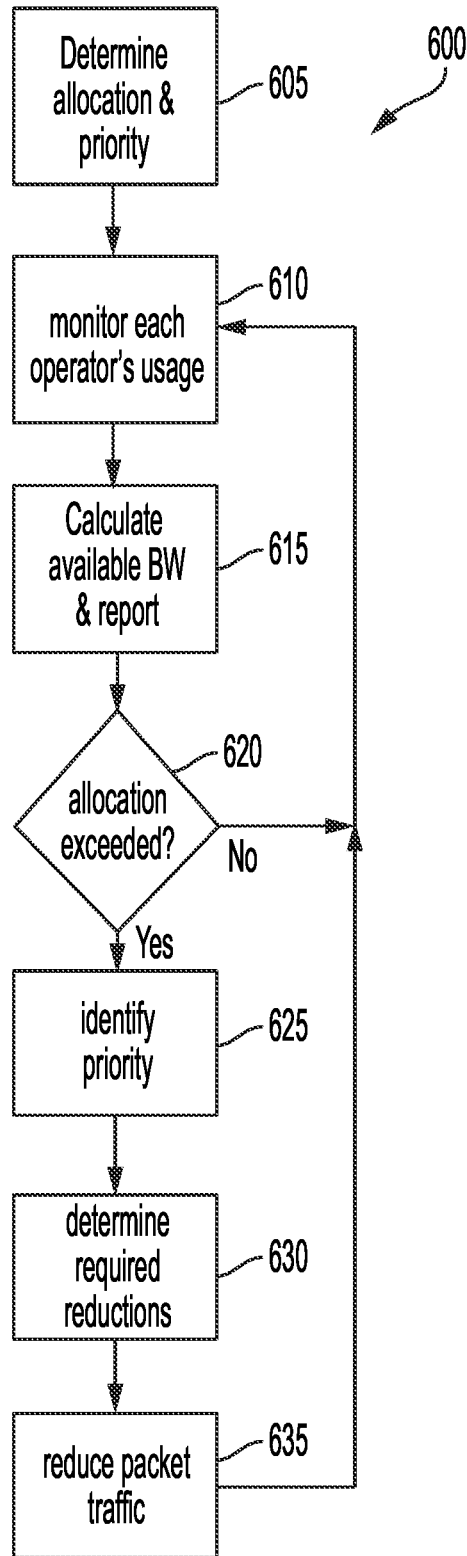 Determine
allocation &
priority
605
600
monitor each
operator's usage
610
Calculate
available BW
& report
615
allocation
exceeded?
620
No
Yes
identify
priority
625
determine
required
reductions
630
reduce packet
traffic
635